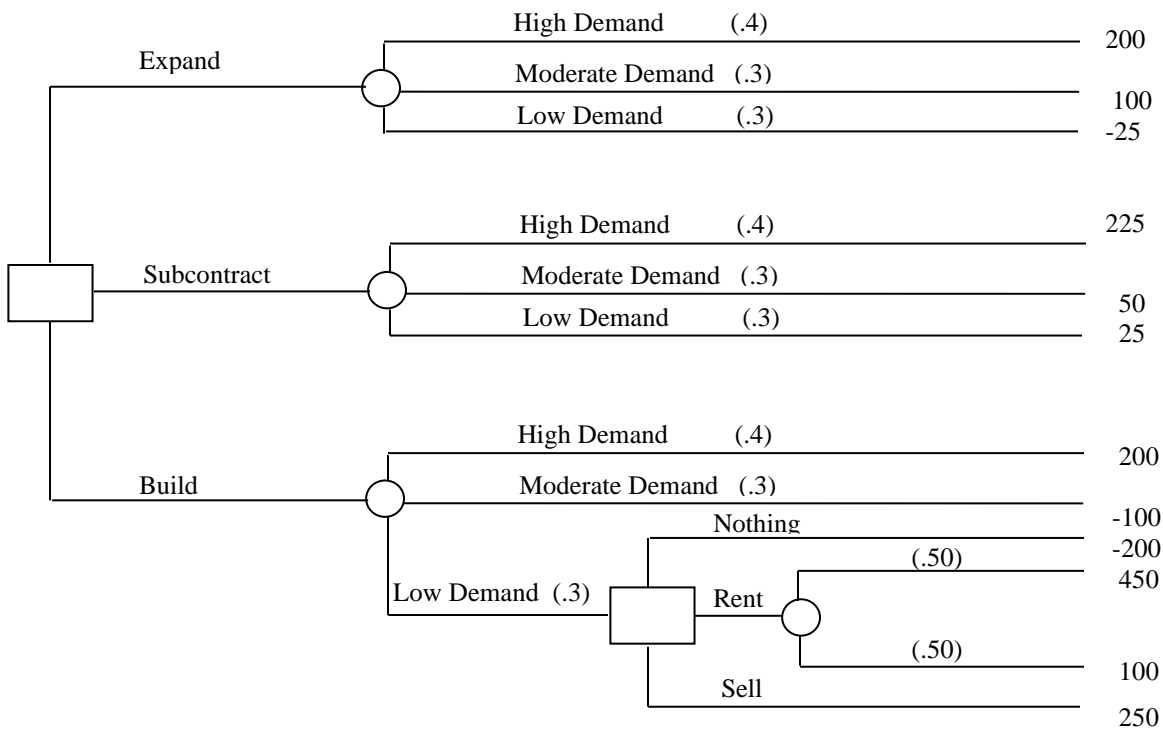 High Demand (.4) 200
Expand
Moderate Demand (.3)
100
Low Demand (.3)
-25
High Demand (.4) 225
Subcontract Moderate Demand (.3)
50
Low Demand (.3) 25
High Demand (.4)
200
Build Moderate Demand (.3)
-100
Nothing
-200
(.50)
450
Low Demand (.3) Rent
(.50)
100
Sell
250